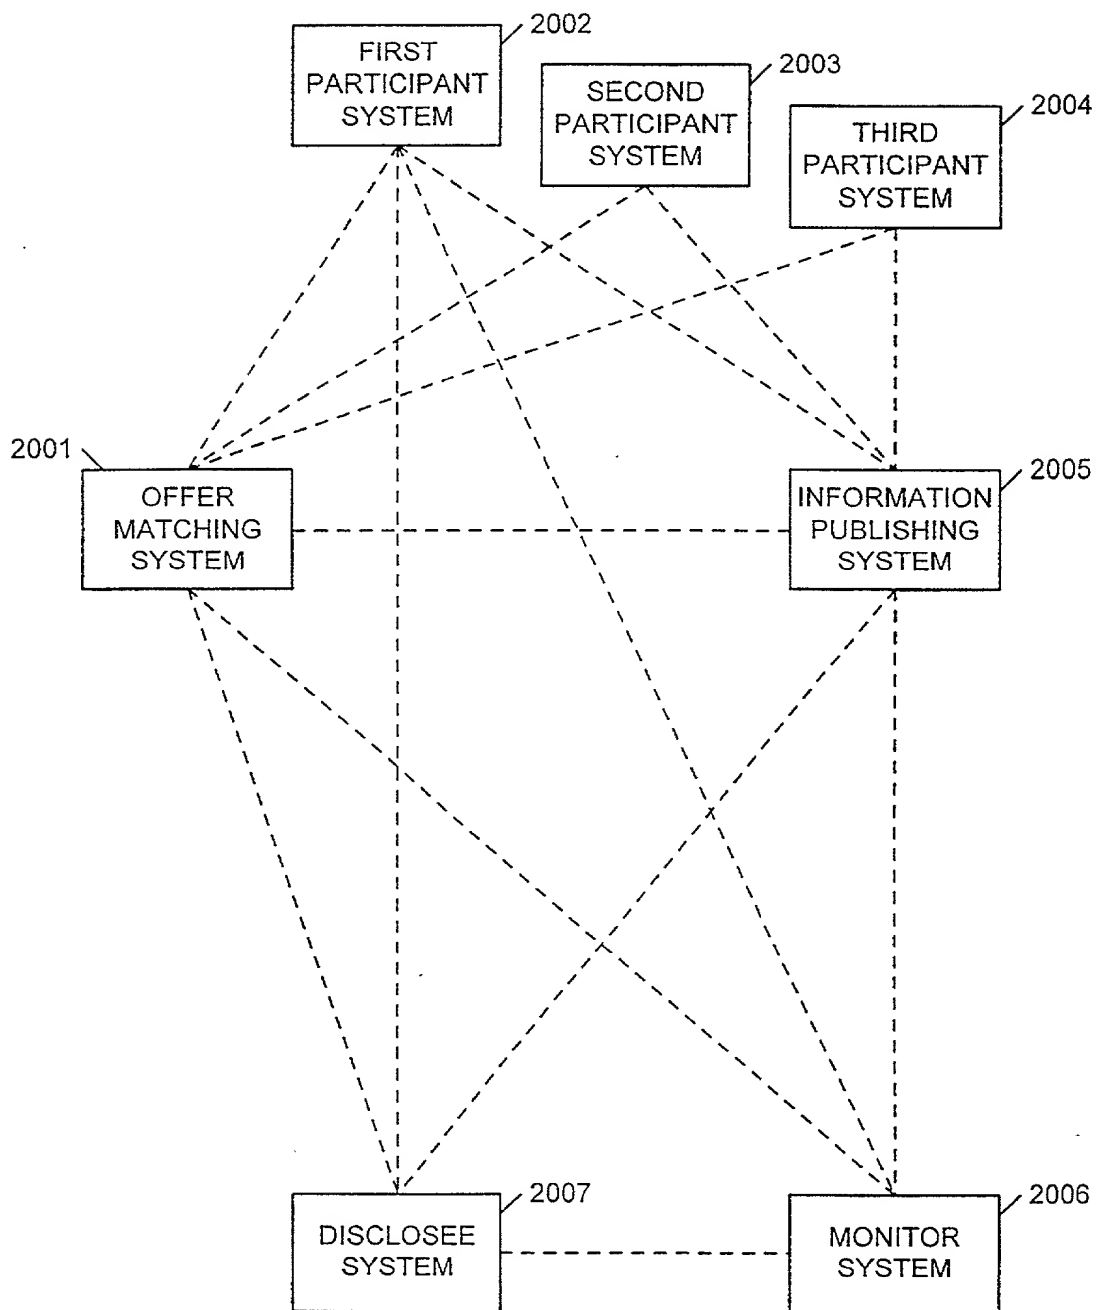 2002
FIRST
PARTICIPANT
SYSTEM
2003
SECOND
PARTICIPANT
SYSTEM
2004
THIRD
PARTICIPANT
SYSTEM
2001
OFFER
MATCHING
SYSTEM
2005
INFORMATION
PUBLISHING
SYSTEM
2007
DISCLOSEE
SYSTEM
2006
MONITOR
SYSTEM